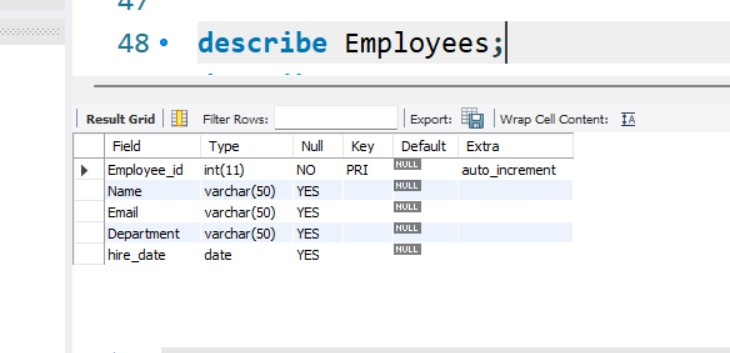 47
48 describe Employees;
Result Grid Filter Rows: Export: Wrap Cell Content:
Field Type Null Key Default Extra
Employee_id int(11) NO PRI NULL auto_increment
Name varchar(50) YES NULL
Email varchar(50) YES NULL
Department varchar(50) YES NULL
hire_date date YES NULL